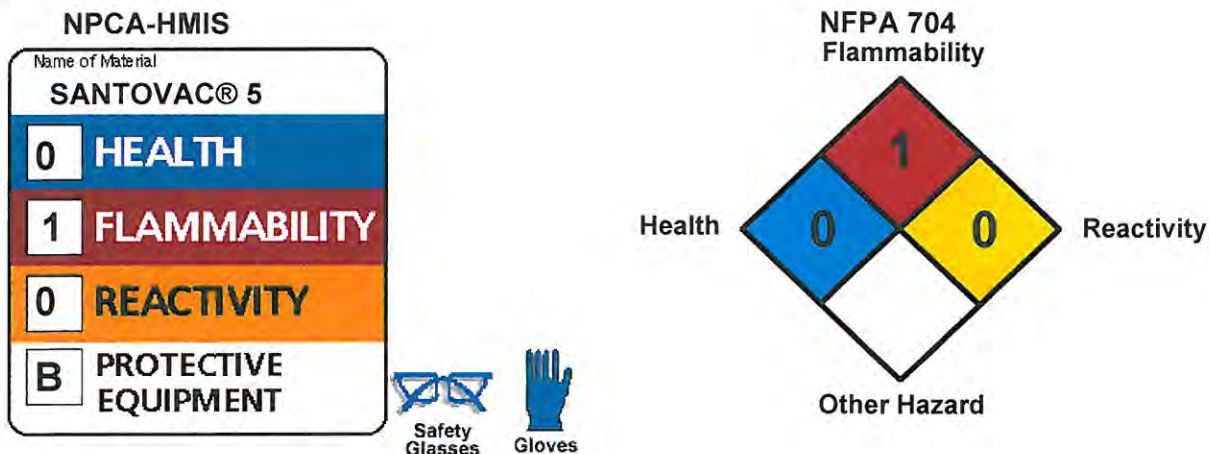 NPCA-HMIS
Name of Material
SANTOVAC® 5
0 HEALTH
1 FLAMMABILITY
0 REACTIVITY
B PROTECTIVE
EQUIPMENT
Safety
Glasses
Gloves
NFPA 704
Flammability
1
Health
0
0
Reactivity
Other Hazard